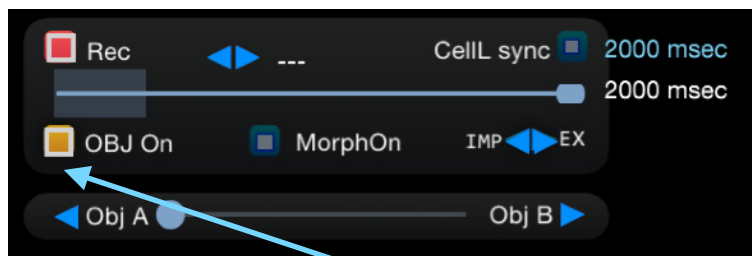 Rec --- CellL sync 2000 msec
2000 msec
OBJ On MorphOn IMP EX
Obj A Obj B